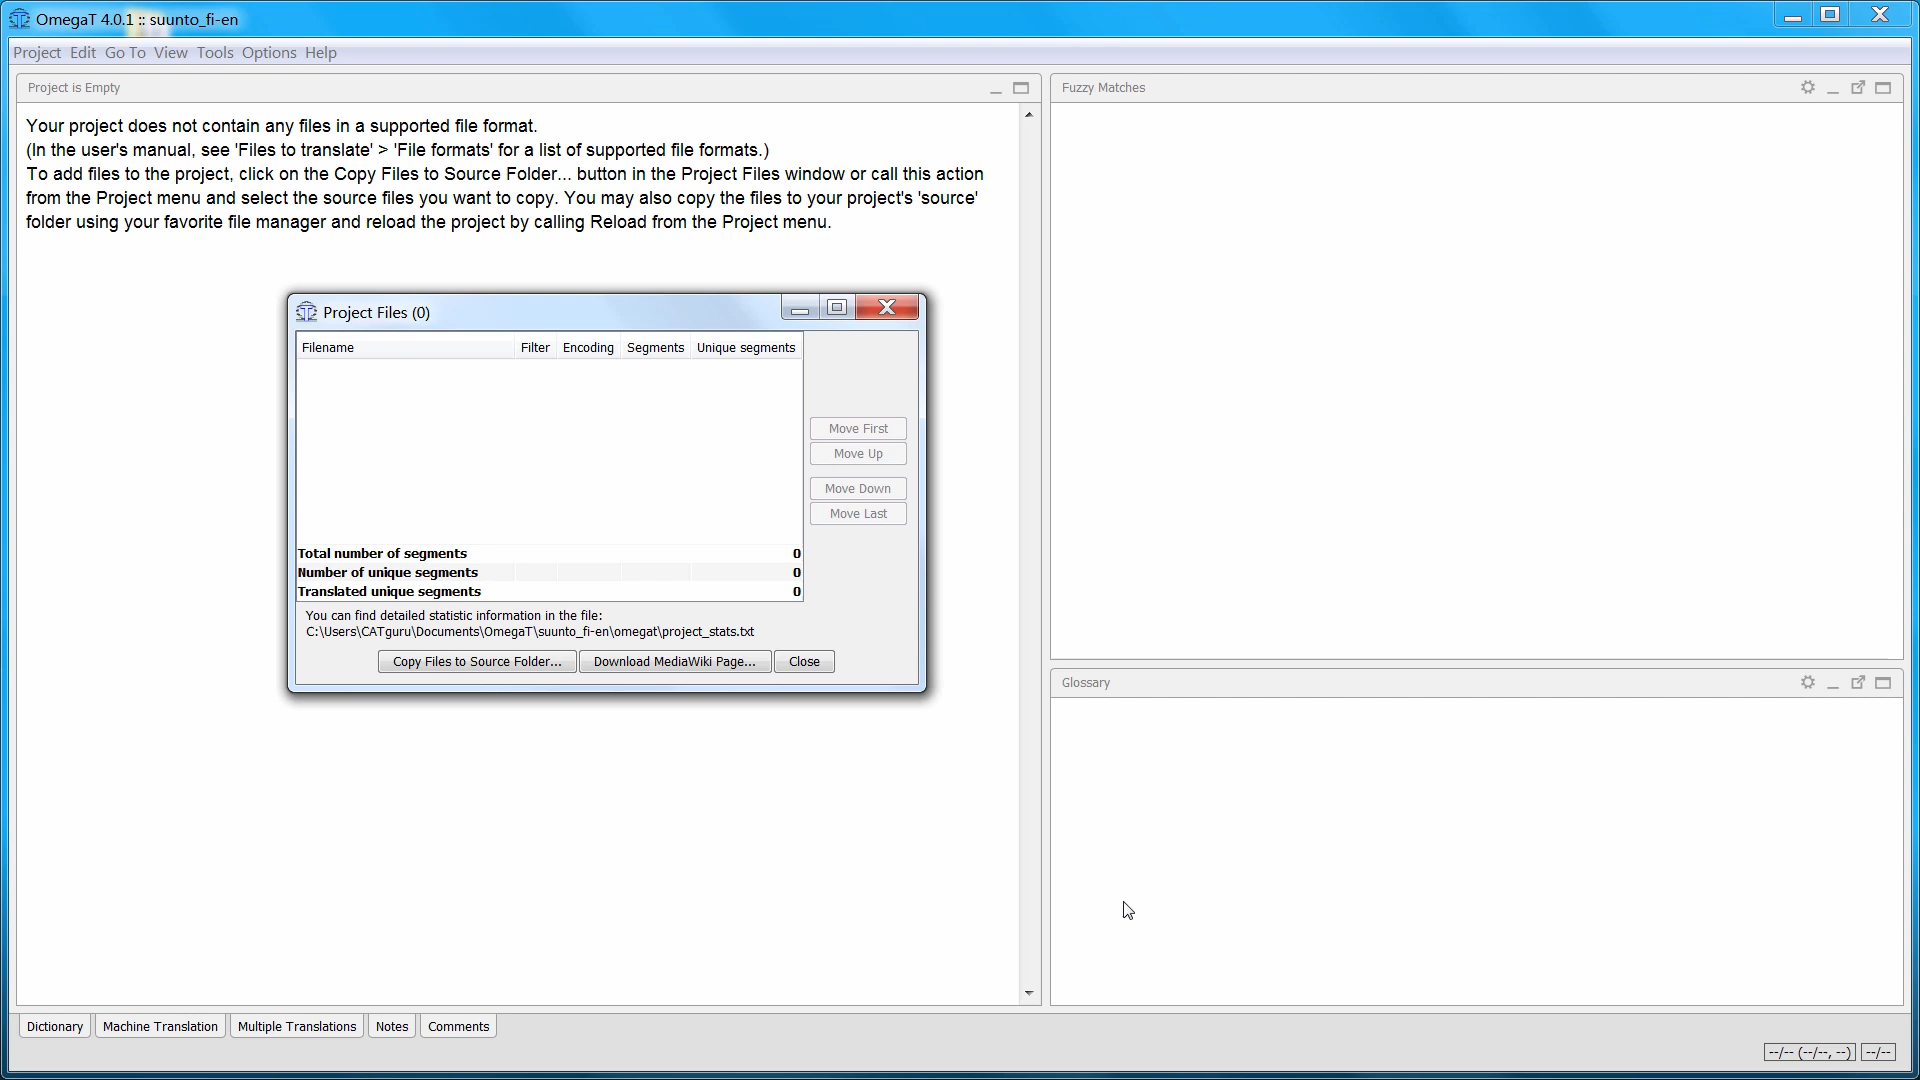 OmegaT 4.0.1 :: suunto_fi-en
Project Edit Go To View Tools Options Help
Project is Empty
Your project does not contain any files in a supported file format.
(In the user's manual, see 'Files to translate' > 'File formats' for a list of supported file formats.)
To add files to the project, click on the Copy Files to Source Folder... button in the Project Files window or call this action
from the Project menu and select the source files you want to copy. You may also copy the files to your project's 'source'
folder using your favorite file manager and reload the project by calling Reload from the Project menu.
Project Files (0)
Filename Filter Encoding Segments Unique segments
Move First
Move Up
Move Down
Move Last
Total number of segments 0
Number of unique segments 0
Translated unique segments 0
You can find detailed statistic information in the file:
C:\Users\CATguru\Documents\OmegaT\suunto_fi-en\omegat\project_stats.txt
Copy Files to Source Folder... Download MediaWiki Page... Close
Fuzzy Matches
Glossary
Dictionary Machine Translation Multiple Translations Notes Comments
--/-- (--/--, --) --/--